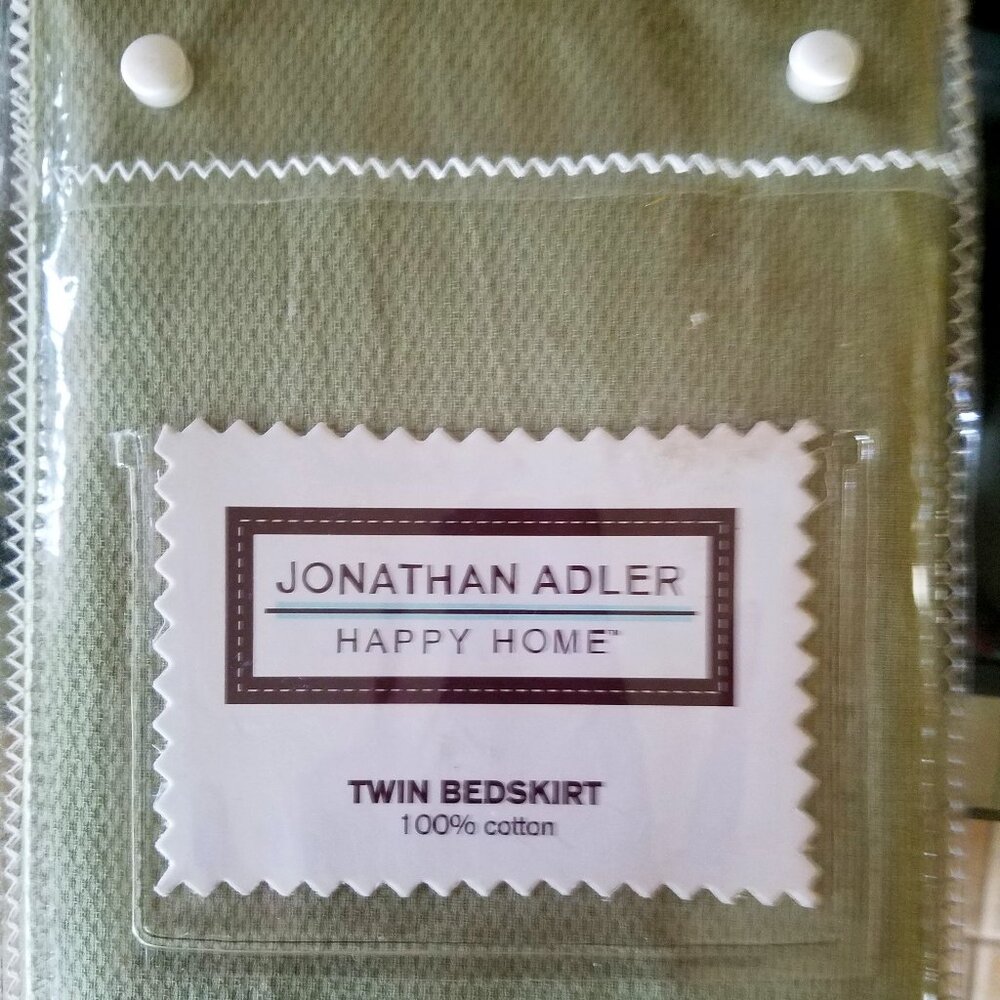 JONATHAN ADLER
HAPPY HOME™
TWIN BEDSKIRT
100% cotton